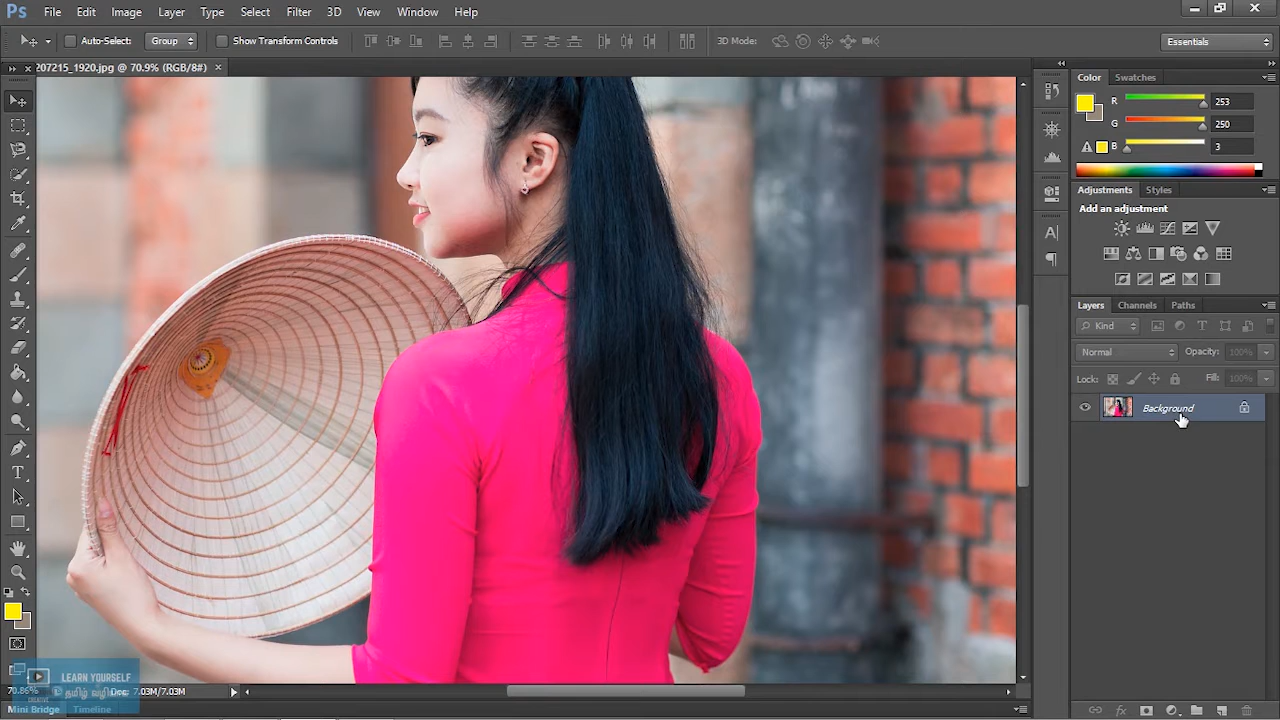 Ps File Edit Image Layer Type Select Filter 3D View Window Help
Auto-Select: Group Show Transform Controls 3D Mode: Essentials
207215_1920.jpg @ 70.9% (RGB/8#) ×
Color Swatches
R 253
G 250
B 3
Adjustments Styles
Add an adjustment
Layers Channels Paths
Kind
Normal Opacity: 100%
Lock: Fill: 100%
Background
LEARN YOURSELF
தமிழ் வழியில்
CREATIVE
70.86% Doc: 7.03M/7.03M
Mini Bridge Timeline